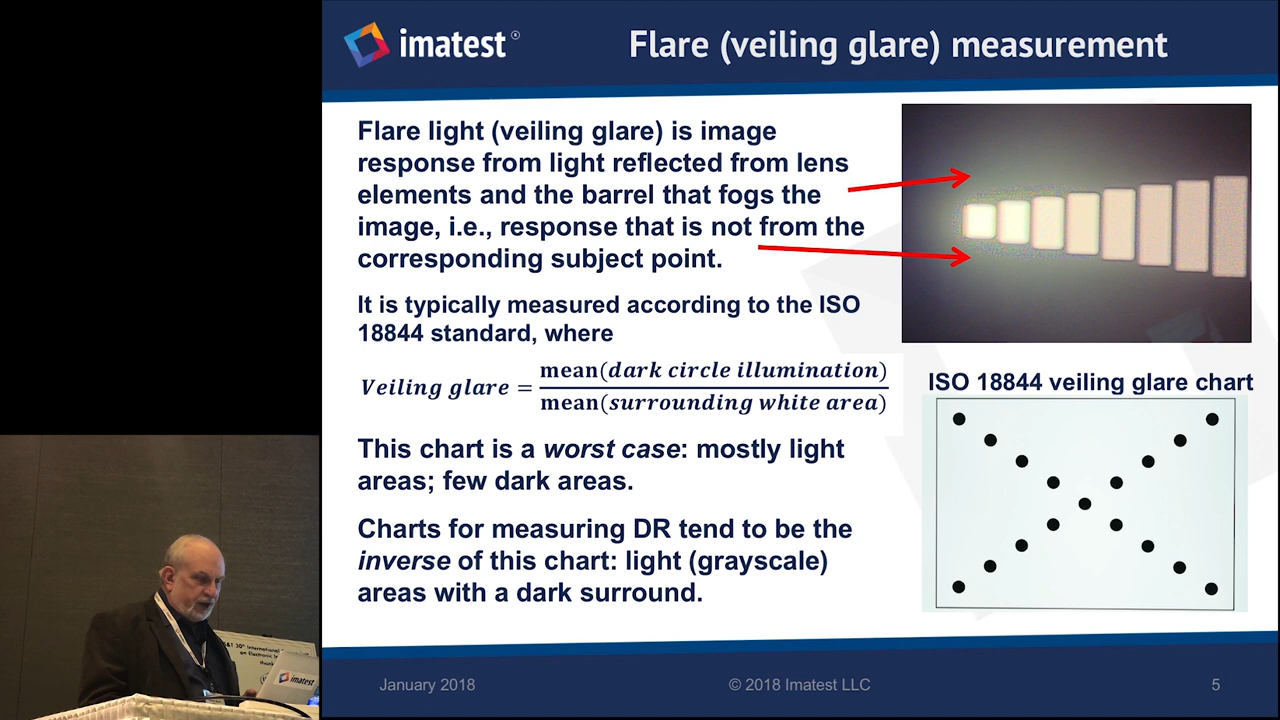 imatest®
Flare (veiling glare) measurement
Flare light (veiling glare) is image
response from light reflected from lens
elements and the barrel that fogs the
image, i.e., response that is not from the
corresponding subject point.
It is typically measured according to the ISO
18844 standard, where
Veiling glare = mean(dark circle illumination) / mean(surrounding white area)
This chart is a worst case: mostly light
areas; few dark areas.
Charts for measuring DR tend to be the
inverse of this chart: light (grayscale)
areas with a dark surround.
ISO 18844 veiling glare chart
January 2018
© 2018 Imatest LLC
5
30th International
on Electronic
imatest